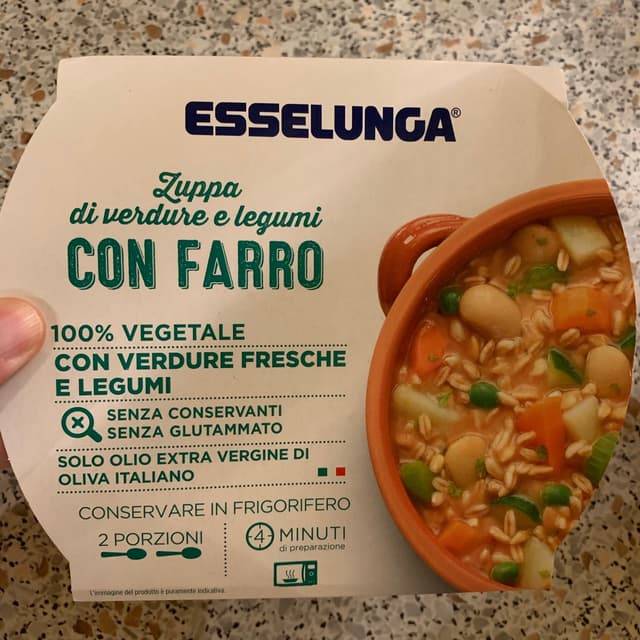 ESSELUNGA®
Zuppa
di verdure e legumi
CON FARRO
100% VEGETALE
CON VERDURE FRESCHE
E LEGUMI
SENZA CONSERVANTI
SENZA GLUTAMMATO
SOLO OLIO EXTRA VERGINE DI
OLIVA ITALIANO
CONSERVARE IN FRIGORIFERO
2 PORZIONI
4 MINUTI
di preparazione
L'immagine del prodotto è puramente indicativa.